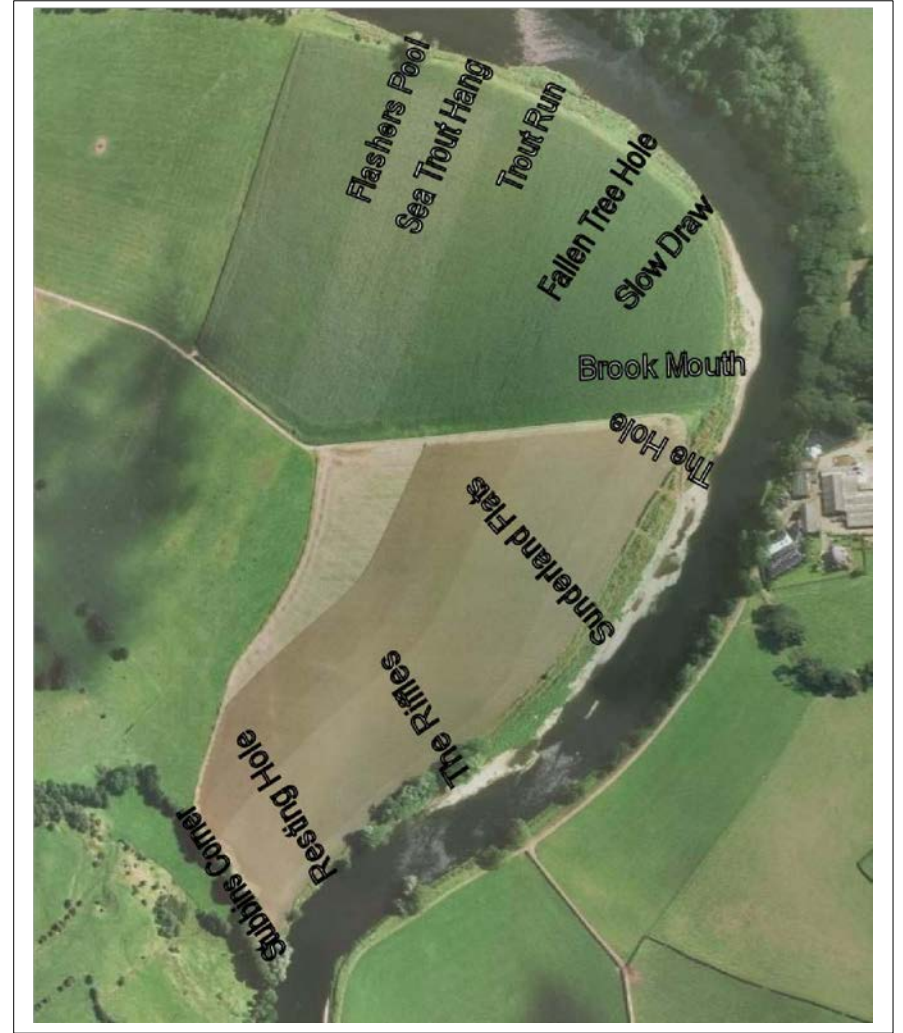 Flashers Pool
Sea Trout Hang
Trout Run
Fallen Tree Hole
Slow Draw
Brook Mouth
The Hole
Sunderland Flats
The Riffles
Resting Hole
Stubbins Corner